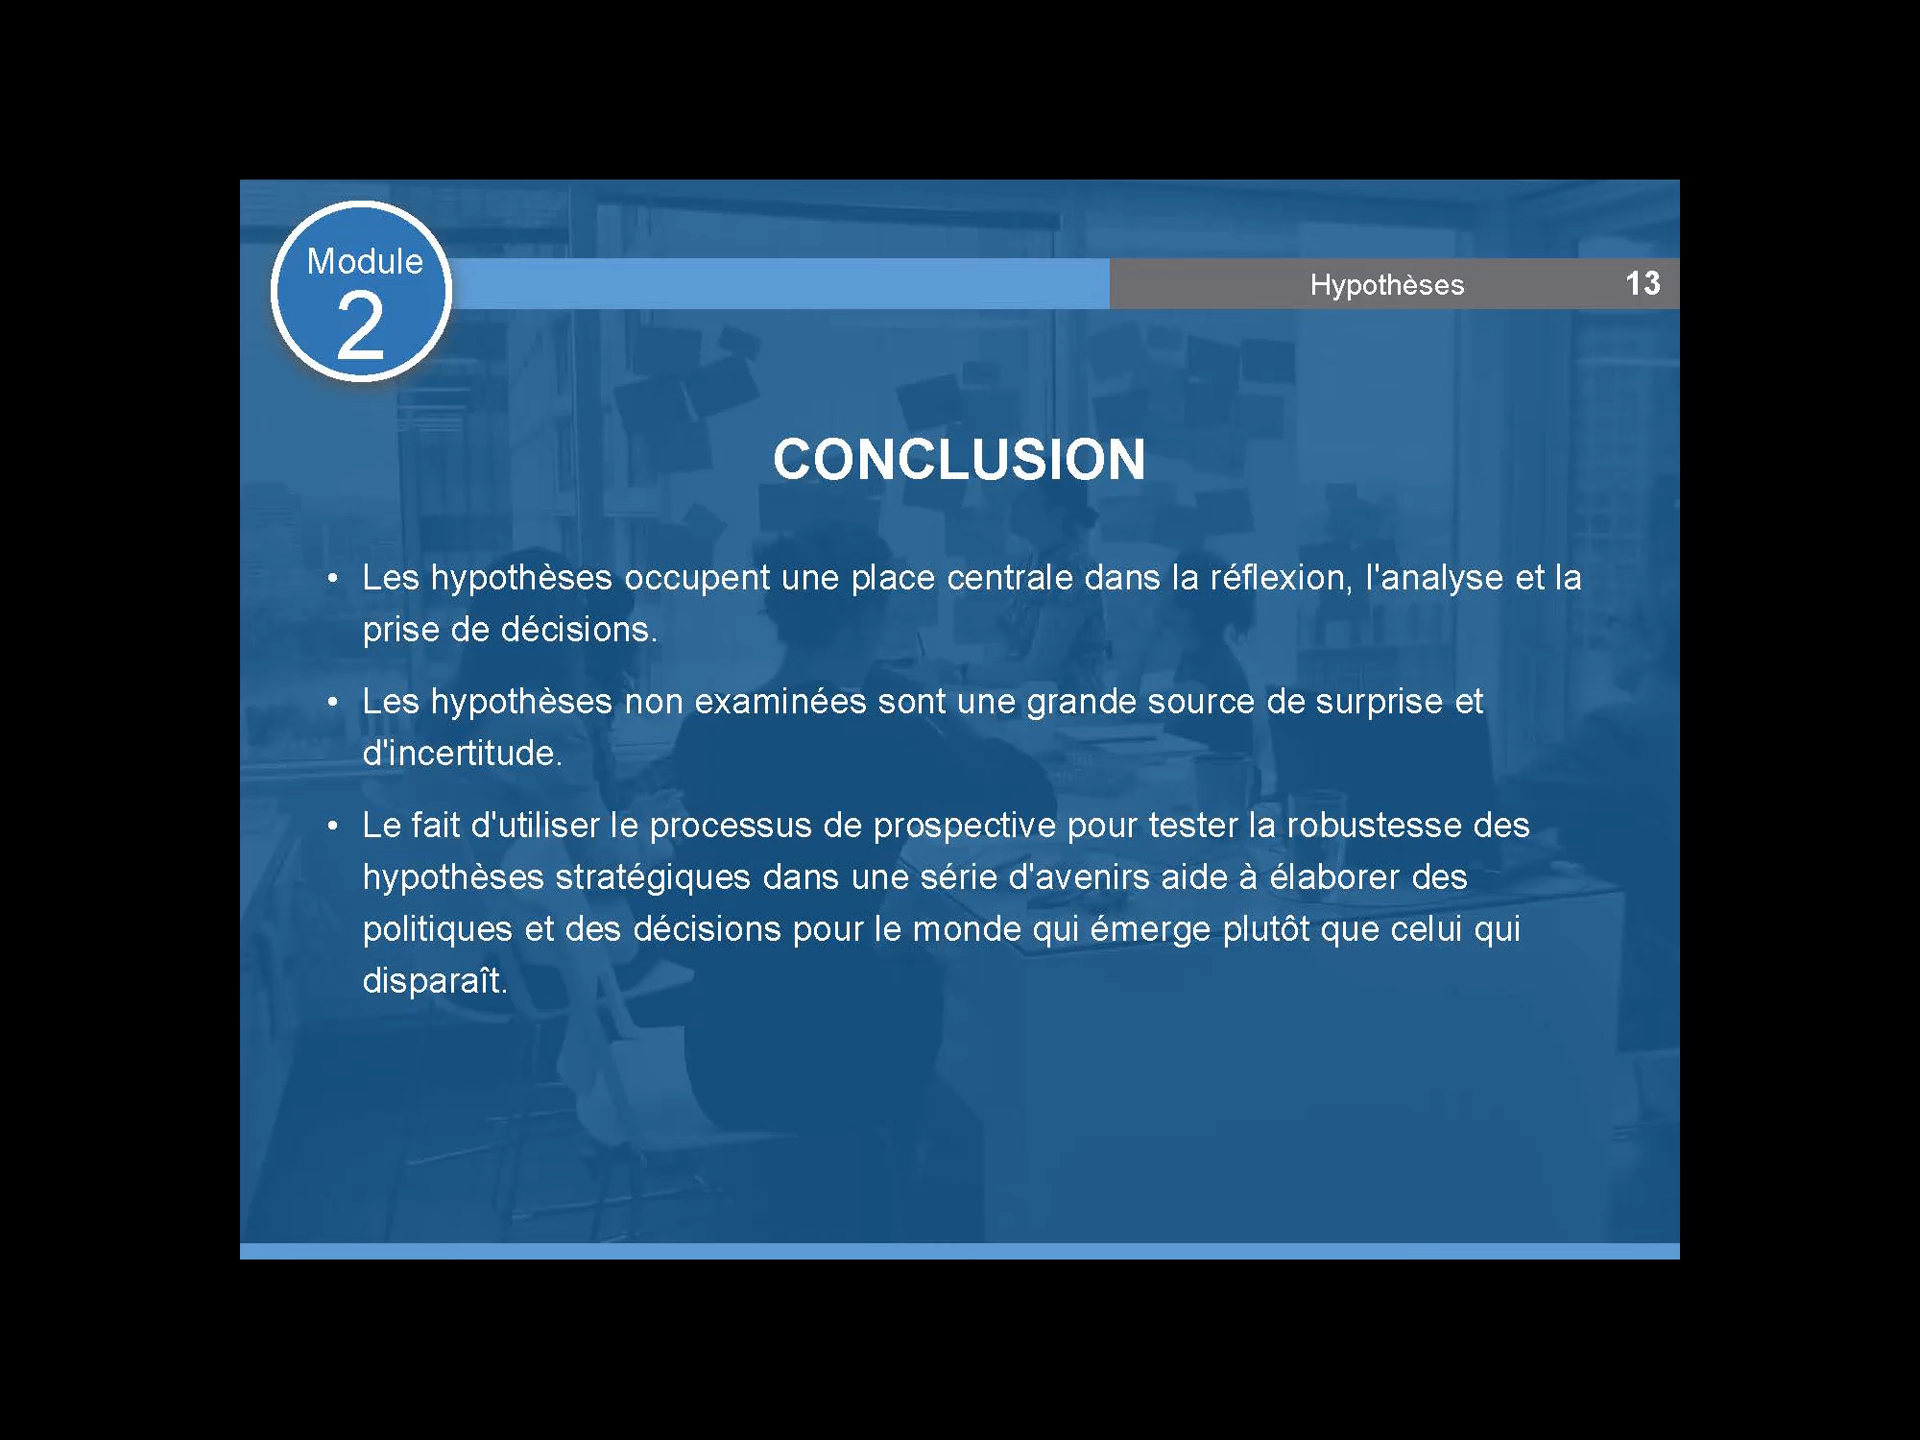 Module
2
Hypothèses 13
CONCLUSION
• Les hypothèses occupent une place centrale dans la réflexion, l'analyse et la
prise de décisions.
• Les hypothèses non examinées sont une grande source de surprise et
d'incertitude.
• Le fait d'utiliser le processus de prospective pour tester la robustesse des
hypothèses stratégiques dans une série d'avenirs aide à élaborer des
politiques et des décisions pour le monde qui émerge plutôt que celui qui
disparaît.